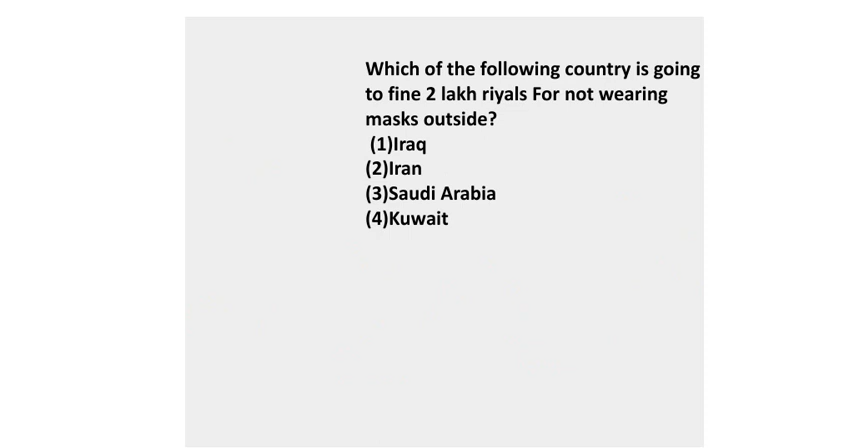 Which of the following country is going
to fine 2 lakh riyals For not wearing
masks outside?
(1)Iraq
(2)Iran
(3)Saudi Arabia
(4)Kuwait